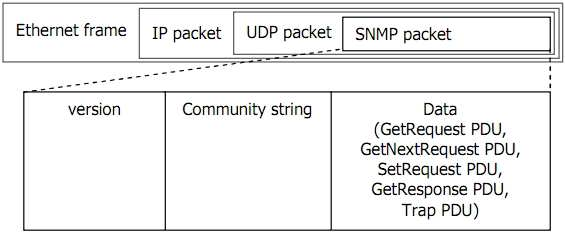 Ethernet frame
IP packet
UDP packet
SNMP packet
version
Community string
Data
(GetRequest PDU,
GetNextRequest PDU,
SetRequest PDU,
GetResponse PDU,
Trap PDU)